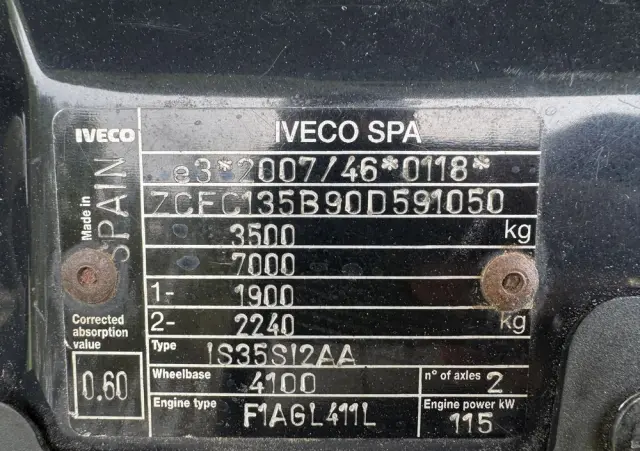 IVECO
IVECO SPA
Made in
SPAIN
e3*2007/46*0118*
ZCFC135B90D591050
3500 kg
7000
1- 1900
2- 2240 kg
Corrected
absorption
value
0.60
Type IS35SI2AA
Wheelbase 4100
n° of axles 2
Engine type F1AGL411L
Engine power kW
115